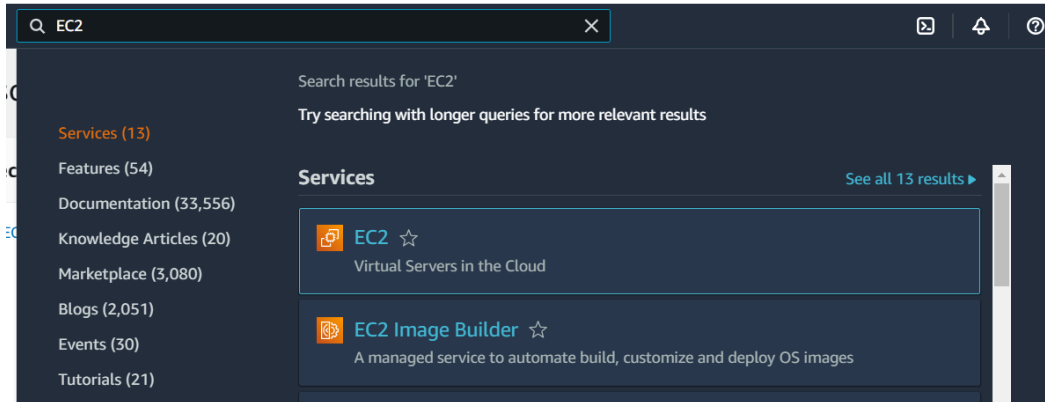 EC2
Search results for 'EC2'
Try searching with longer queries for more relevant results
Services (13)
Features (54)
Documentation (33,556)
Knowledge Articles (20)
Marketplace (3,080)
Blogs (2,051)
Events (30)
Tutorials (21)
Services
See all 13 results
EC2
Virtual Servers in the Cloud
EC2 Image Builder
A managed service to automate build, customize and deploy OS images